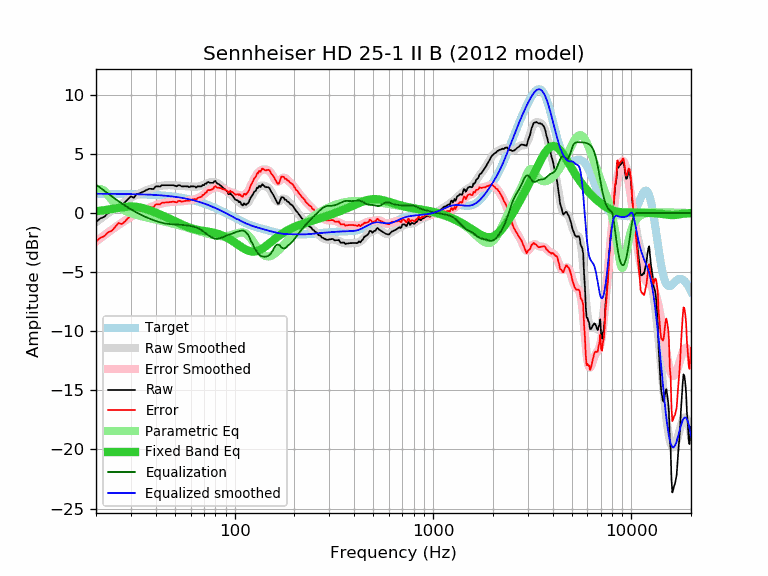 Sennheiser HD 25-1 II B (2012 model)
Amplitude (dBr)
10
5
0
−5
−10
−15
−20
−25
Target
Raw Smoothed
Error Smoothed
Raw
Error
Parametric Eq
Fixed Band Eq
Equalization
Equalized smoothed
100
1000
10000
Frequency (Hz)